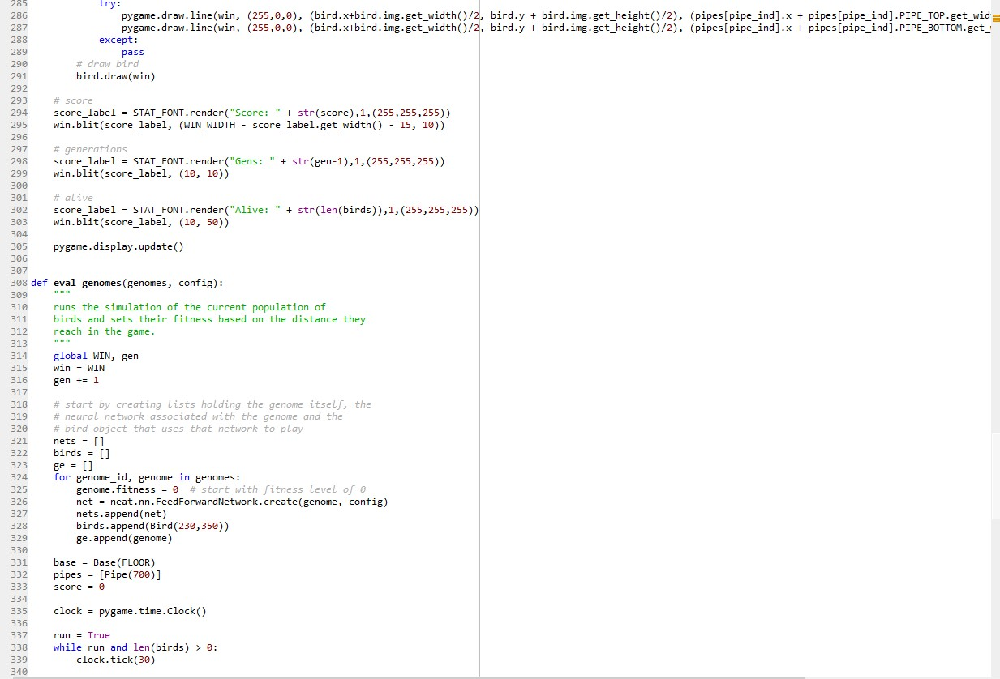 285 try:
286 pygame.draw.line(win, (255,0,0), (bird.x+bird.img.get_width()/2, bird.y + bird.img.get_height()/2), (pipes[pipe_ind].x + pipes[pipe_ind].PIPE_TOP.get_wid
287 pygame.draw.line(win, (255,0,0), (bird.x+bird.img.get_width()/2, bird.y + bird.img.get_height()/2), (pipes[pipe_ind].x + pipes[pipe_ind].PIPE_BOTTOM.get_
288 except:
289 pass
290 # draw bird
291 bird.draw(win)
292
293 # score
294 score_label = STAT_FONT.render("Score: " + str(score),1,(255,255,255))
295 win.blit(score_label, (WIN_WIDTH - score_label.get_width() - 15, 10))
296
297 # generations
298 score_label = STAT_FONT.render("Gens: " + str(gen-1),1,(255,255,255))
299 win.blit(score_label, (10, 10))
300
301 # alive
302 score_label = STAT_FONT.render("Alive: " + str(len(birds)),1,(255,255,255))
303 win.blit(score_label, (10, 50))
304
305 pygame.display.update()
306
307
308 def eval_genomes(genomes, config):
309 """
310 runs the simulation of the current population of
311 birds and sets their fitness based on the distance they
312 reach in the game.
313 """
314 global WIN, gen
315 win = WIN
316 gen += 1
317
318 # start by creating lists holding the genome itself, the
319 # neural network associated with the genome and the
320 # bird object that uses that network to play
321 nets = []
322 birds = []
323 ge = []
324 for genome_id, genome in genomes:
325 genome.fitness = 0 # start with fitness level of 0
326 net = neat.nn.FeedForwardNetwork.create(genome, config)
327 nets.append(net)
328 birds.append(Bird(230,350))
329 ge.append(genome)
330
331 base = Base(FLOOR)
332 pipes = [Pipe(700)]
333 score = 0
334
335 clock = pygame.time.Clock()
336
337 run = True
338 while run and len(birds) > 0:
339 clock.tick(30)
340